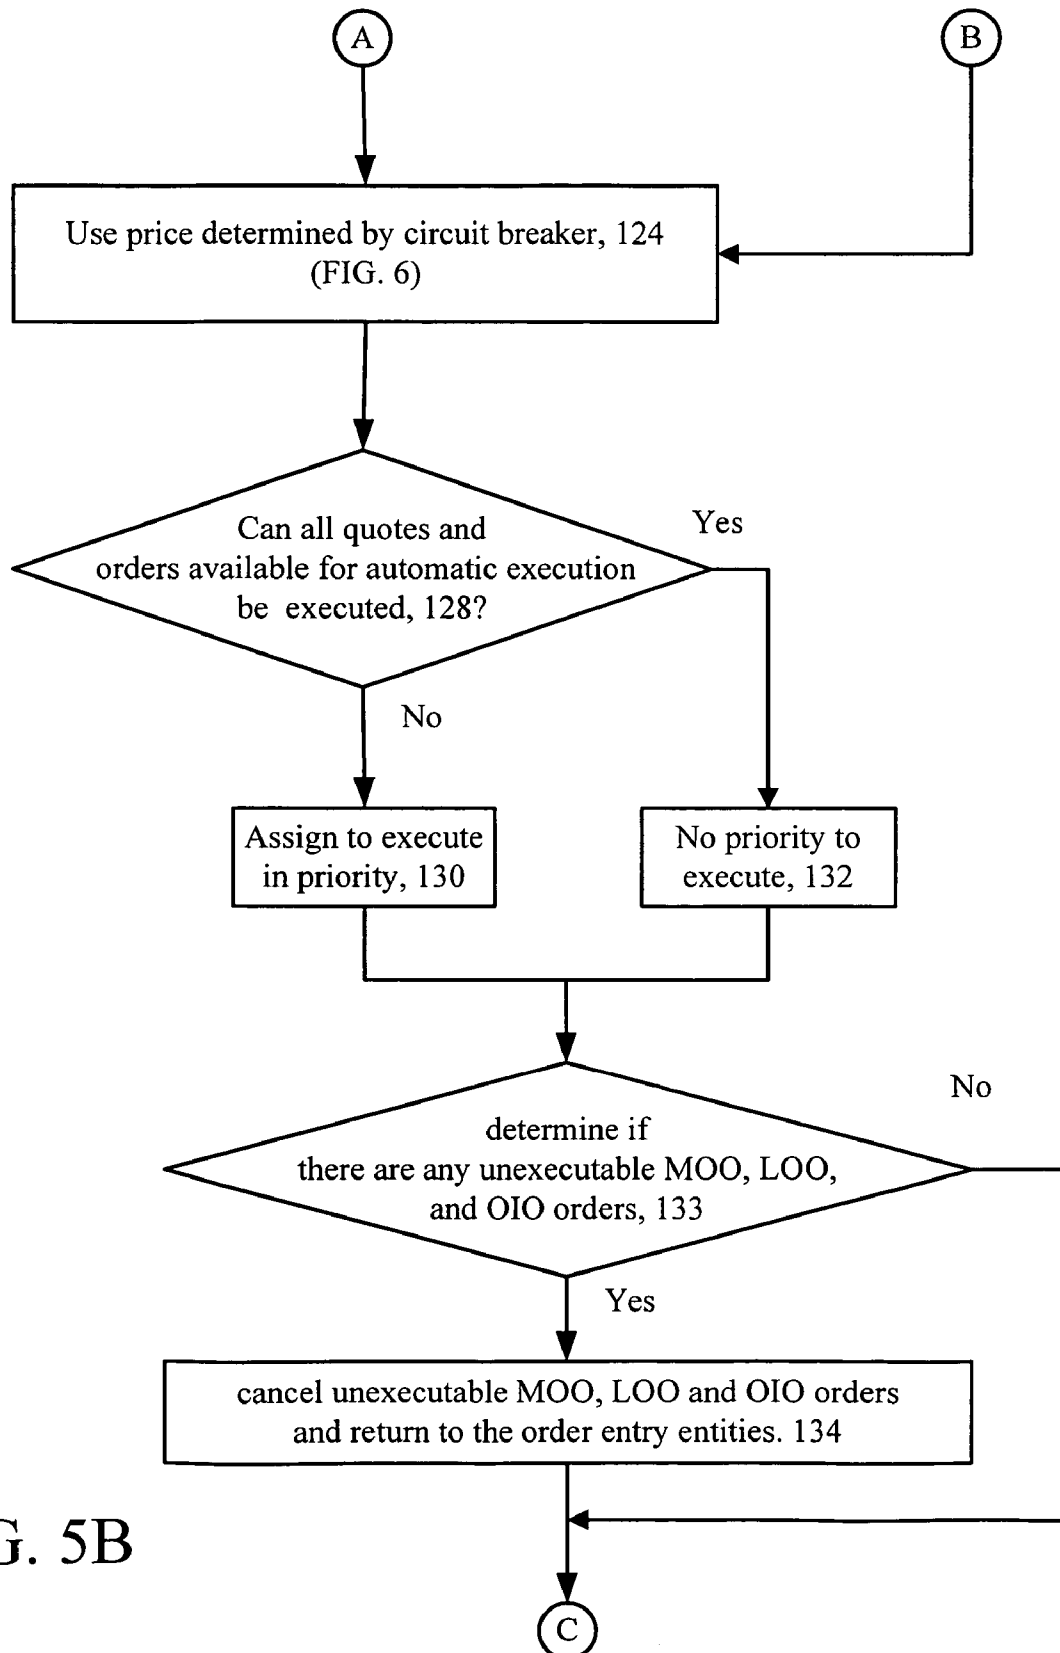 A
B
Use price determined by circuit breaker, 124
(FIG. 6)
Can all quotes and
orders available for automatic execution
be executed, 128?
Yes
No
Assign to execute
in priority, 130
No priority to
execute, 132
determine if
there are any unexecutable MOO, LOO,
and OIO orders, 133
No
Yes
cancel unexecutable MOO, LOO and OIO orders
and return to the order entry entities. 134
G. 5B
C